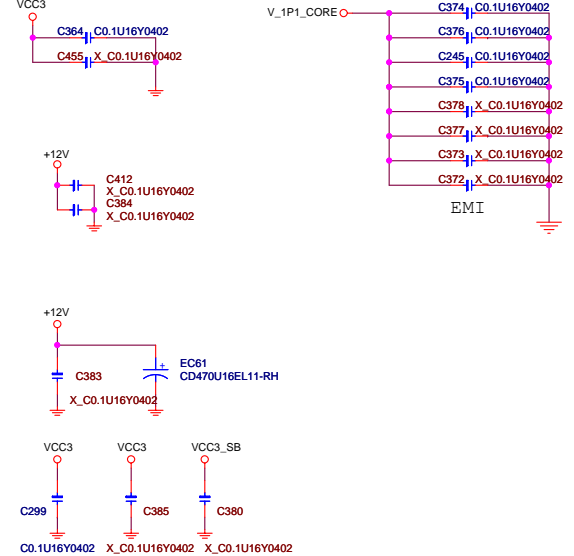 VCC3
C364 C0.1U16Y0402
C455 X_C0.1U16Y0402
V_1P1_CORE
C374 C0.1U16Y0402
C376 C0.1U16Y0402
C245 C0.1U16Y0402
C375 C0.1U16Y0402
C378 X_C0.1U16Y0402
C377 X_C0.1U16Y0402
C373 X_C0.1U16Y0402
C372 X_C0.1U16Y0402
EMI
+12V
C412
X_C0.1U16Y0402
C384
X_C0.1U16Y0402
+12V
C383
X_C0.1U16Y0402
+
EC61
CD470U16EL11-RH
VCC3
C299
C0.1U16Y0402
VCC3
C385
X_C0.1U16Y0402
VCC3_SB
C380
X_C0.1U16Y0402